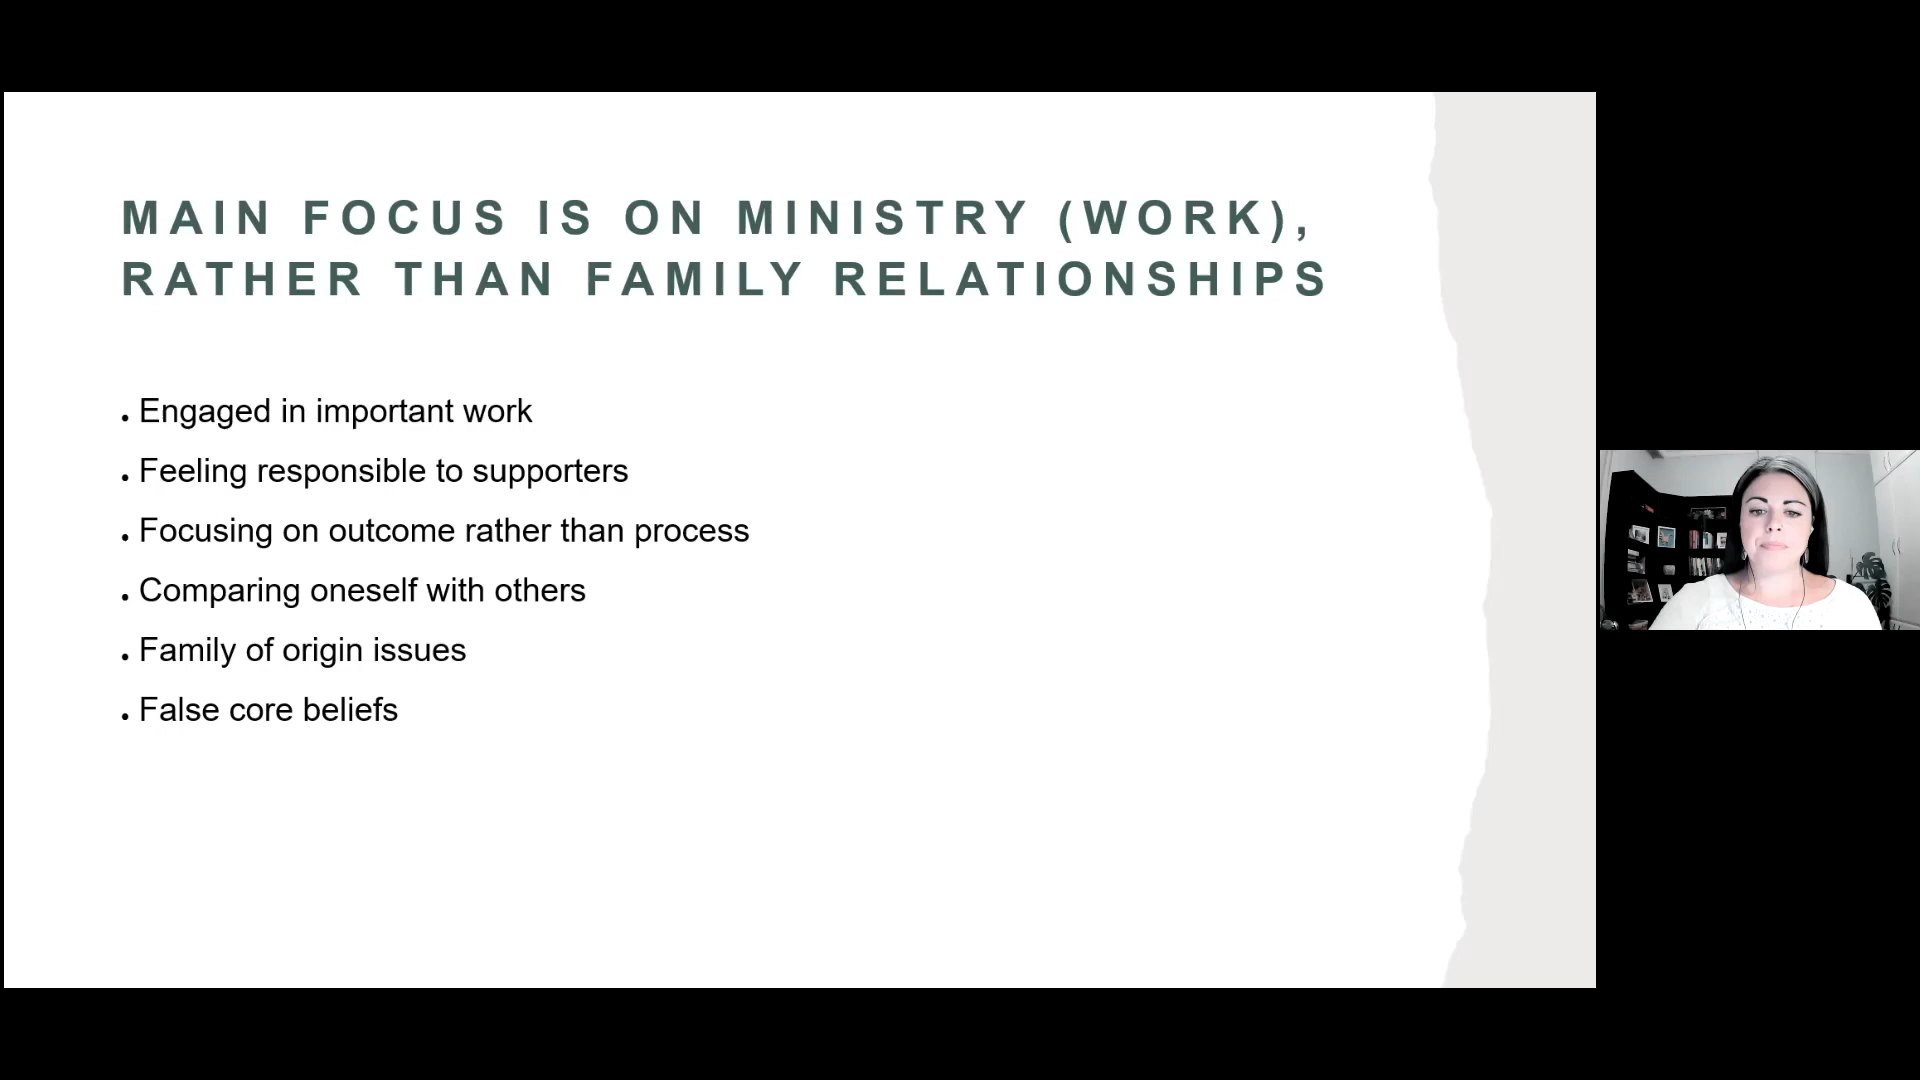 MAIN FOCUS IS ON MINISTRY (WORK),
RATHER THAN FAMILY RELATIONSHIPS
• Engaged in important work
• Feeling responsible to supporters
• Focusing on outcome rather than process
• Comparing oneself with others
• Family of origin issues
• False core beliefs